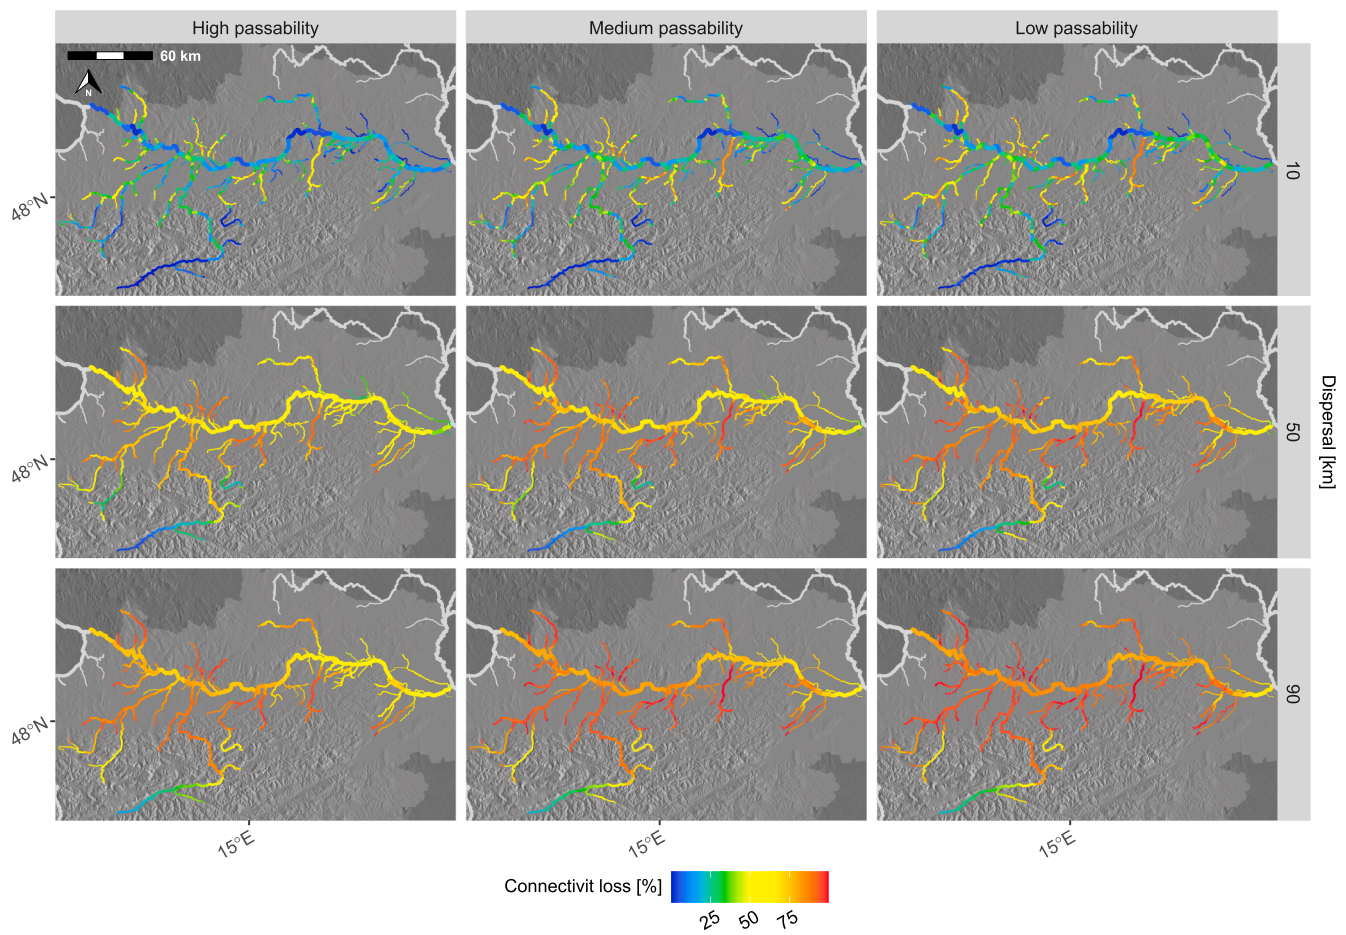 High passability
Medium passability
Low passability
60 km
N
10
48°N
50
Dispersal [km]
48°N
90
48°N
15°E
15°E
15°E
Connectivit loss [%]
25
50
75